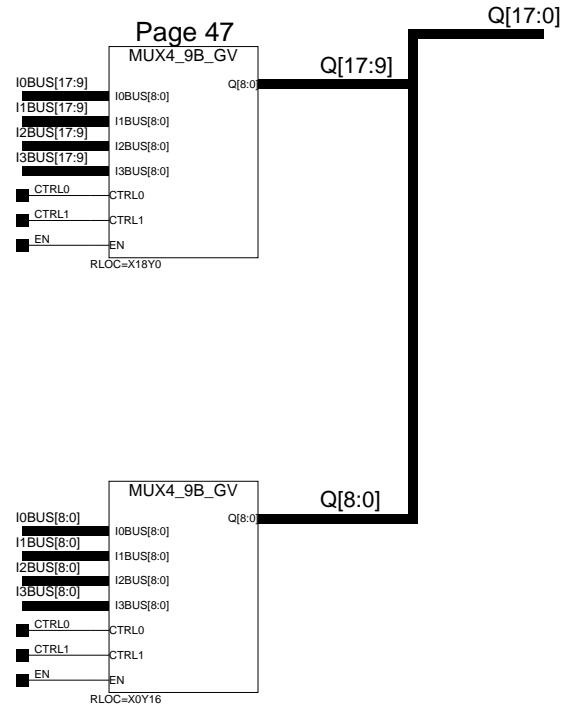 Q[17:0]
Page 47
MUX4_9B_GV
Q[17:9]
Q[8:0]
I0BUS[17:9]
I0BUS[8:0]
I1BUS[17:9]
I1BUS[8:0]
I2BUS[17:9]
I2BUS[8:0]
I3BUS[17:9]
I3BUS[8:0]
CTRL0
CTRL0
CTRL1
CTRL1
EN
EN
RLOC=X18Y0
MUX4_9B_GV
Q[8:0]
Q[8:0]
I0BUS[8:0]
I0BUS[8:0]
I1BUS[8:0]
I1BUS[8:0]
I2BUS[8:0]
I2BUS[8:0]
I3BUS[8:0]
I3BUS[8:0]
CTRL0
CTRL0
CTRL1
CTRL1
EN
EN
RLOC=X0Y16